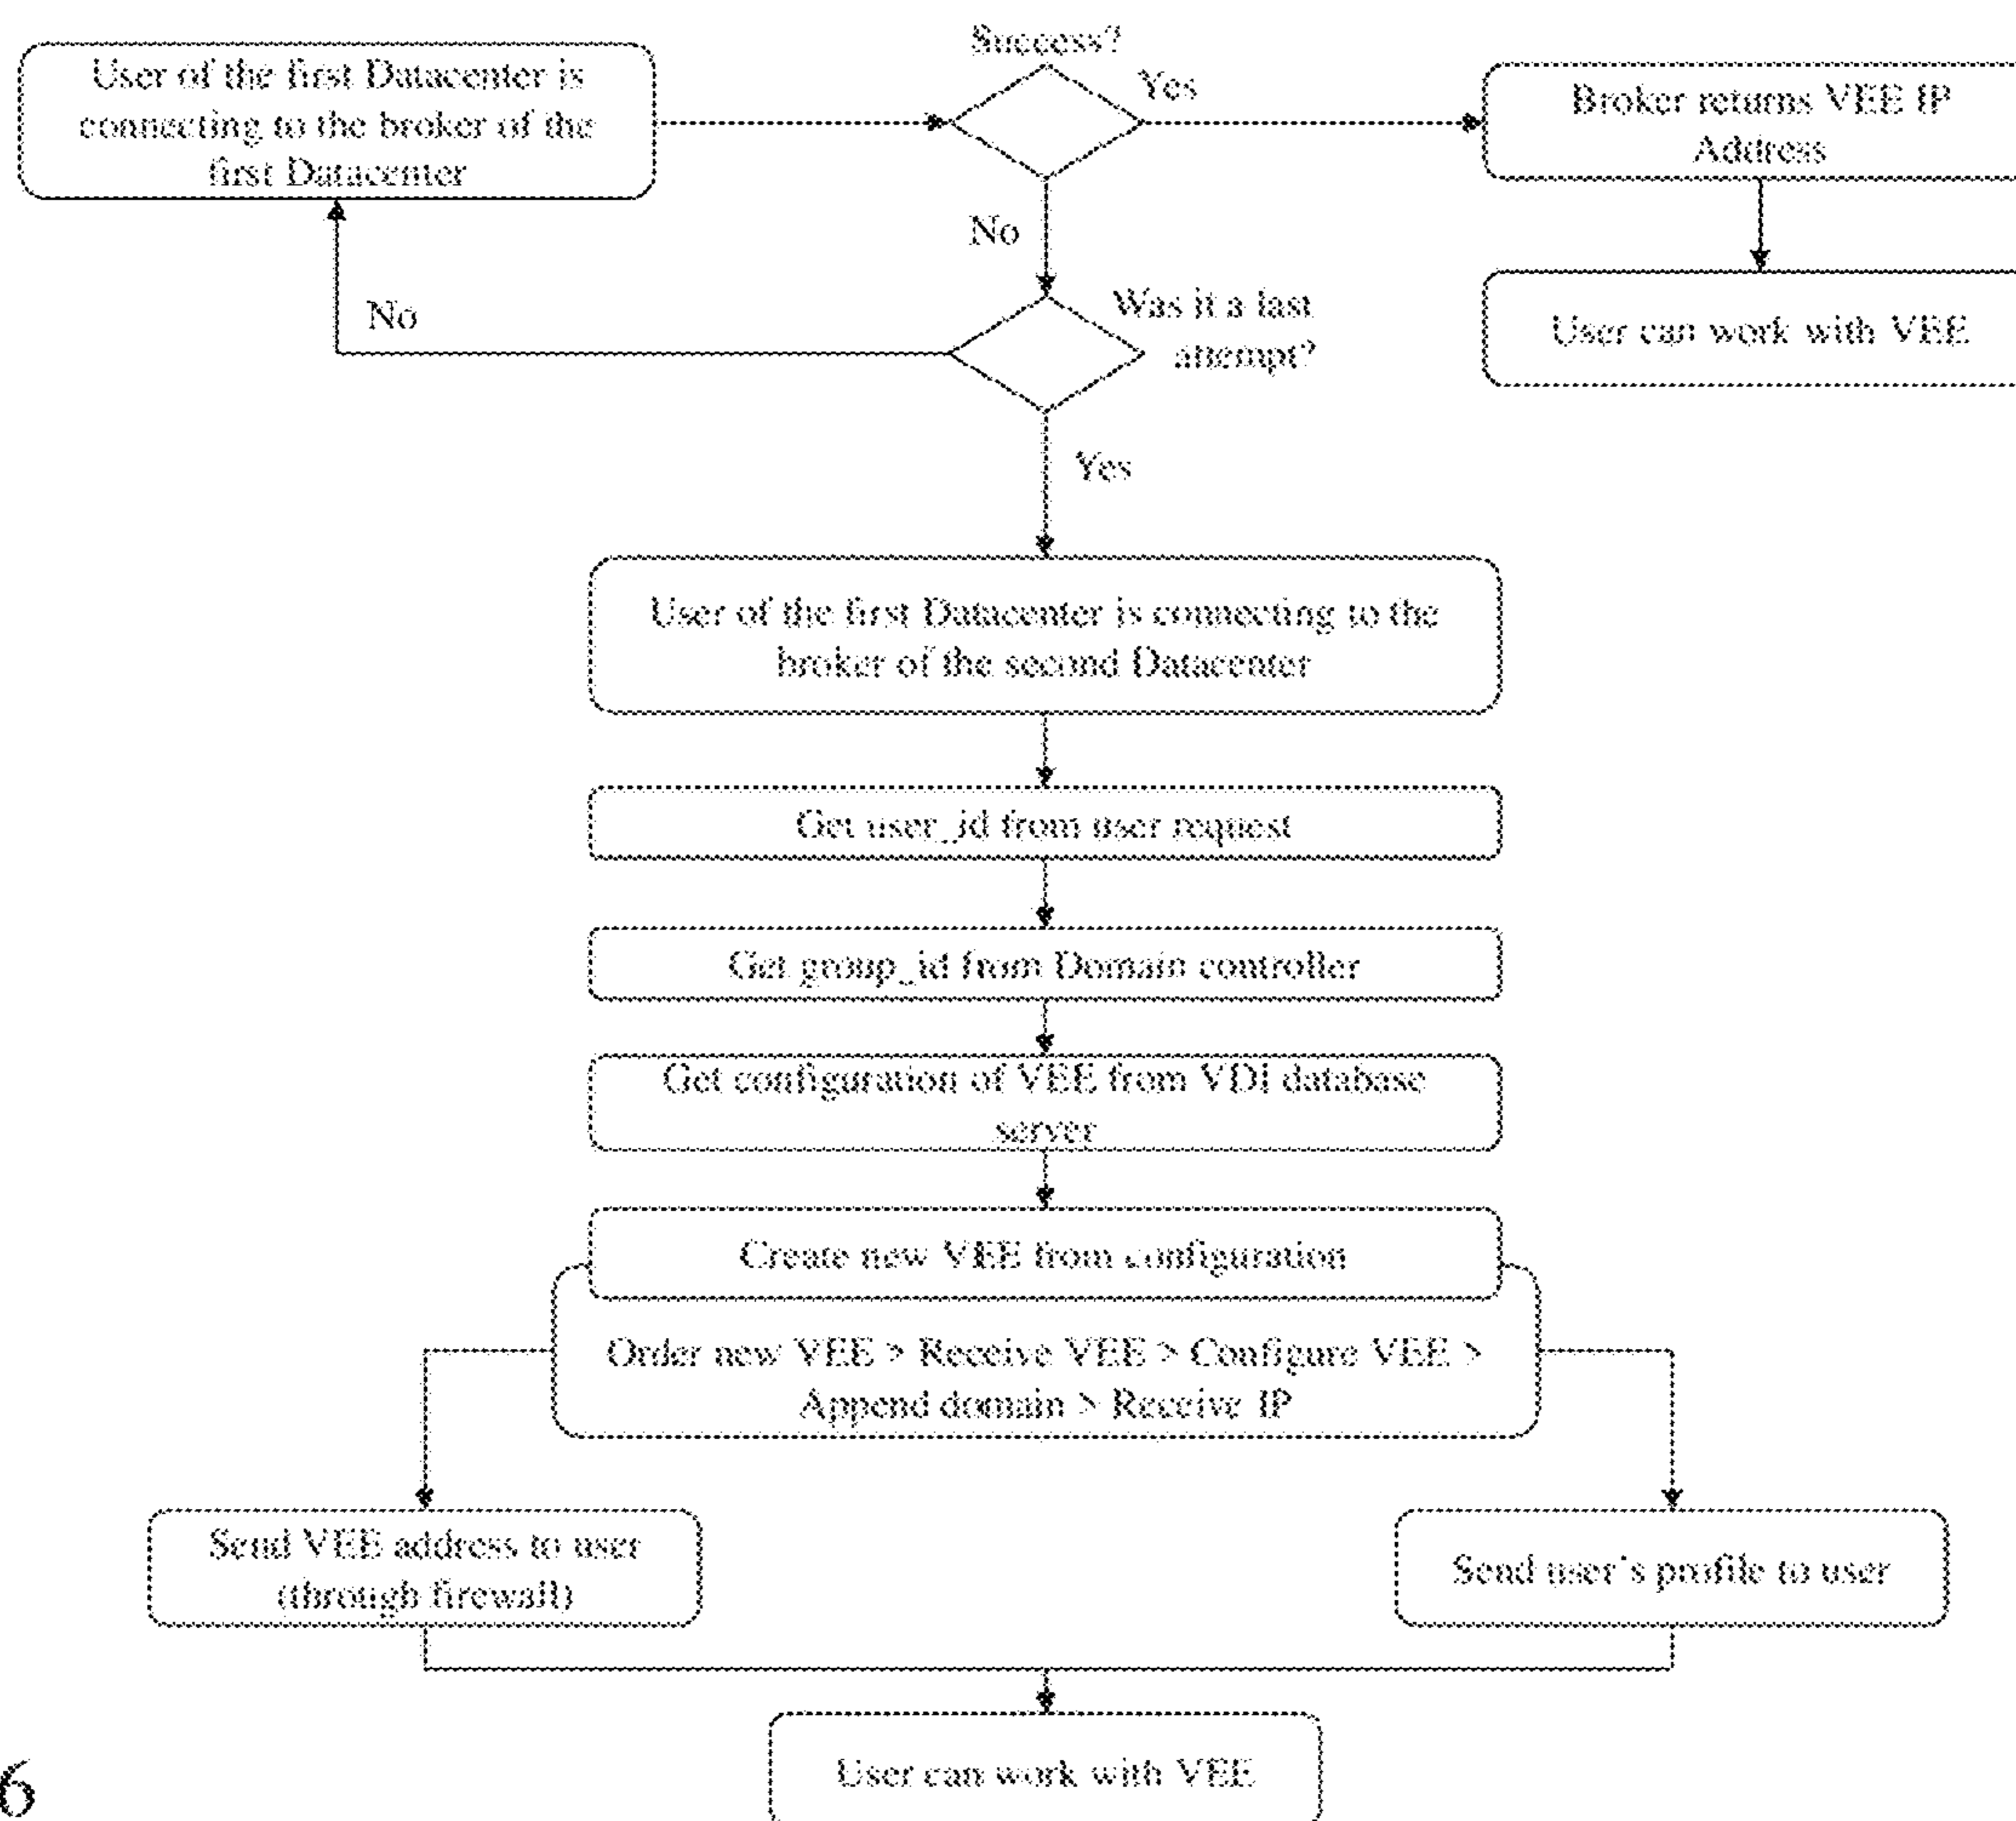 Success?
User of the first Datacenter is
connecting to the broker of the
first Datacenter
Yes
Broker returns VEE IP
Address
No
Was it a last
attempt?
No
User can work with VEE
Yes
User of the first Datacenter is connecting to the
broker of the second Datacenter
Get user_id from user request
Get group_id from Domain controller
Get configuration of VEE from VDI database
server
Create new VEE from configuration
Order new VEE > Receive VEE > Configure VEE >
Append domain > Receive IP
Send VEE address to user
(through firewall)
Send user's profile to user
User can work with VEE
6